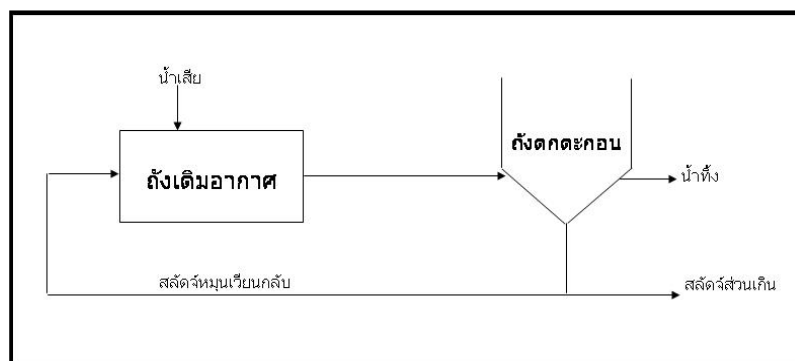 น้ำเสีย
ถังเติมอากาศ
ถังตกตะกอน
น้ำทิ้ง
สลัดจ์หมุนเวียนกลับ
สลัดจ์ส่วนเกิน